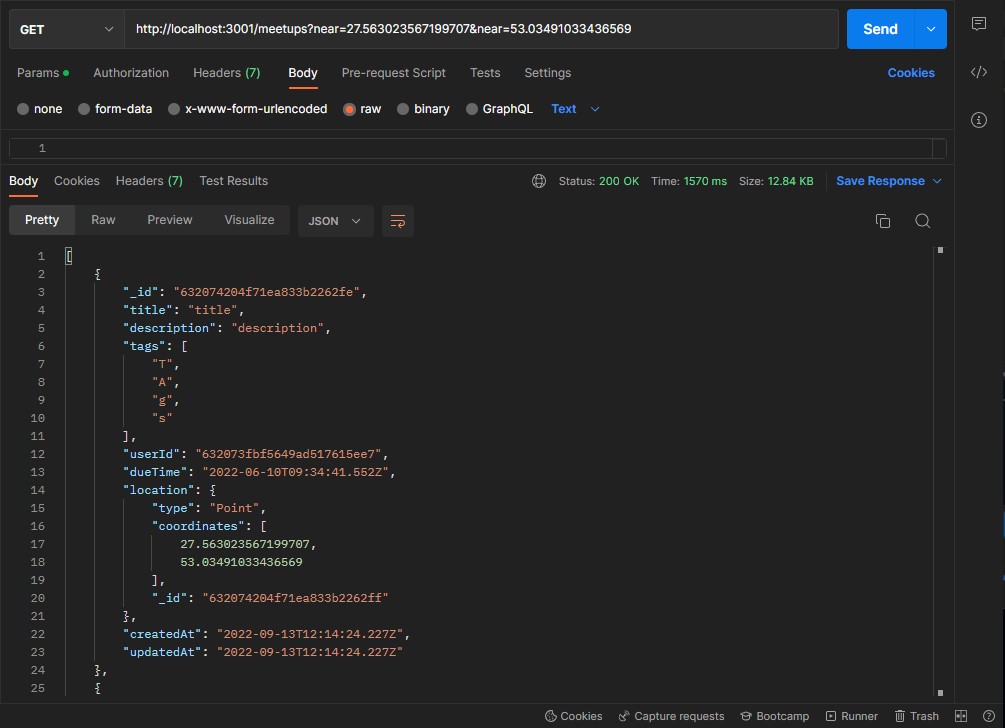 GET http://localhost:3001/meetups?near=27.563023567199707&near=53.03491033436569 Send
Params Authorization Headers (7) Body Pre-request Script Tests Settings Cookies
none form-data x-www-form-urlencoded raw binary GraphQL Text
1
Body Cookies Headers (7) Test Results Status: 200 OK Time: 1570 ms Size: 12.84 KB Save Response
Pretty Raw Preview Visualize JSON
1 [
2 {
3 "_id": "632074204f71ea833b2262fe",
4 "title": "title",
5 "description": "description",
6 "tags": [
7 "T",
8 "A",
9 "g",
10 "s"
11 ],
12 "userId": "632073fbf5649ad517615ee7",
13 "dueTime": "2022-06-10T09:34:41.552Z",
14 "location": {
15 "type": "Point",
16 "coordinates": [
17 27.563023567199707,
18 53.03491033436569
19 ],
20 "_id": "632074204f71ea833b2262ff"
21 },
22 "createdAt": "2022-09-13T12:14:24.227Z",
23 "updatedAt": "2022-09-13T12:14:24.227Z"
24 },
25 {
Cookies Capture requests Bootcamp Runner Trash